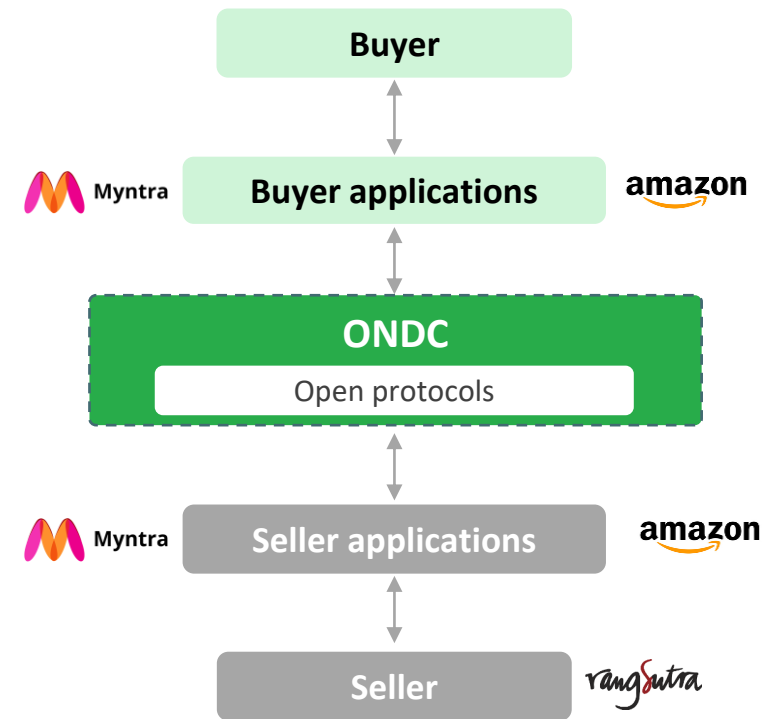 Buyer
Myntra
Buyer applications
amazon
ONDC
Open protocols
Myntra
Seller applications
amazon
Seller
rangSutra